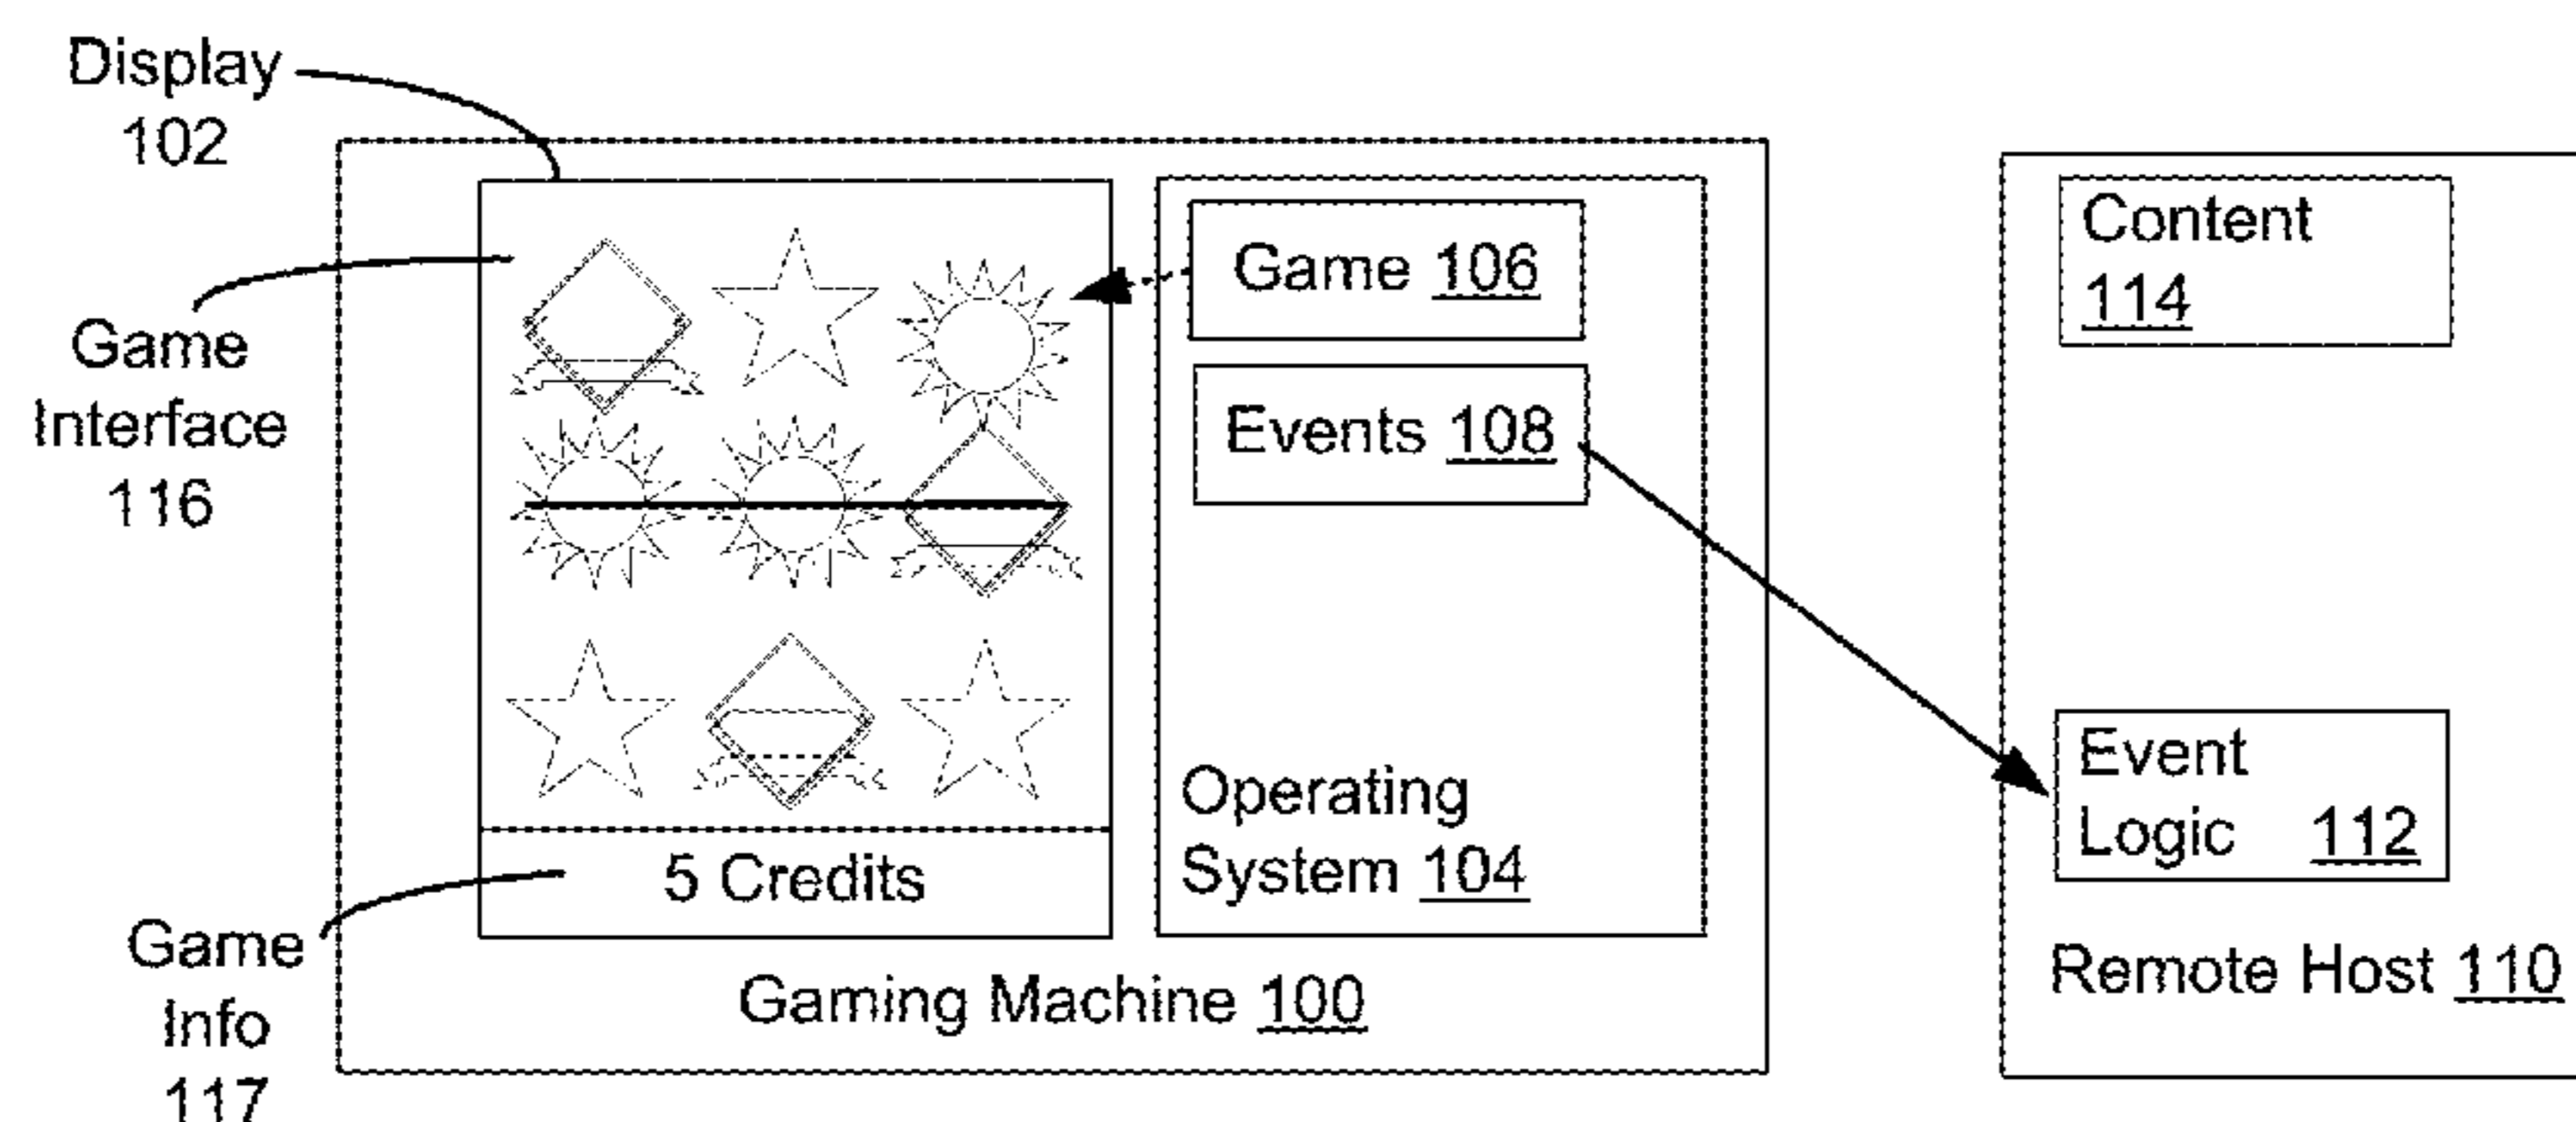 Display
102
Game
Interface
116
Game
Info
117
5 Credits
Game 106
Events 108
Operating
System 104
Gaming Machine 100
Content
114
Event
Logic 112
Remote Host 110